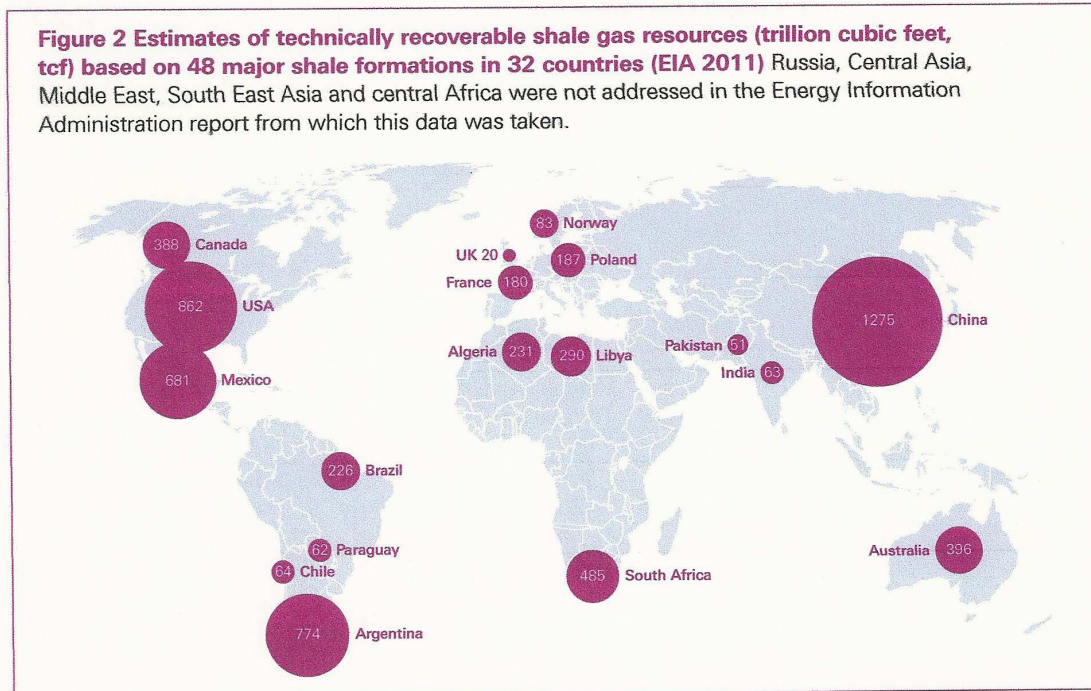 Figure 2 Estimates of technically recoverable shale gas resources (trillion cubic feet,
tcf) based on 48 major shale formations in 32 countries (EIA 2011) Russia, Central Asia,
Middle East, South East Asia and central Africa were not addressed in the Energy Information
Administration report from which this data was taken.
83 Norway
388 Canada
UK 20
187 Poland
France 180
862 USA
1275 China
Pakistan 51
Algeria 231
290 Libya
India 63
681 Mexico
226 Brazil
62 Paraguay
Australia 396
64 Chile
485 South Africa
774 Argentina